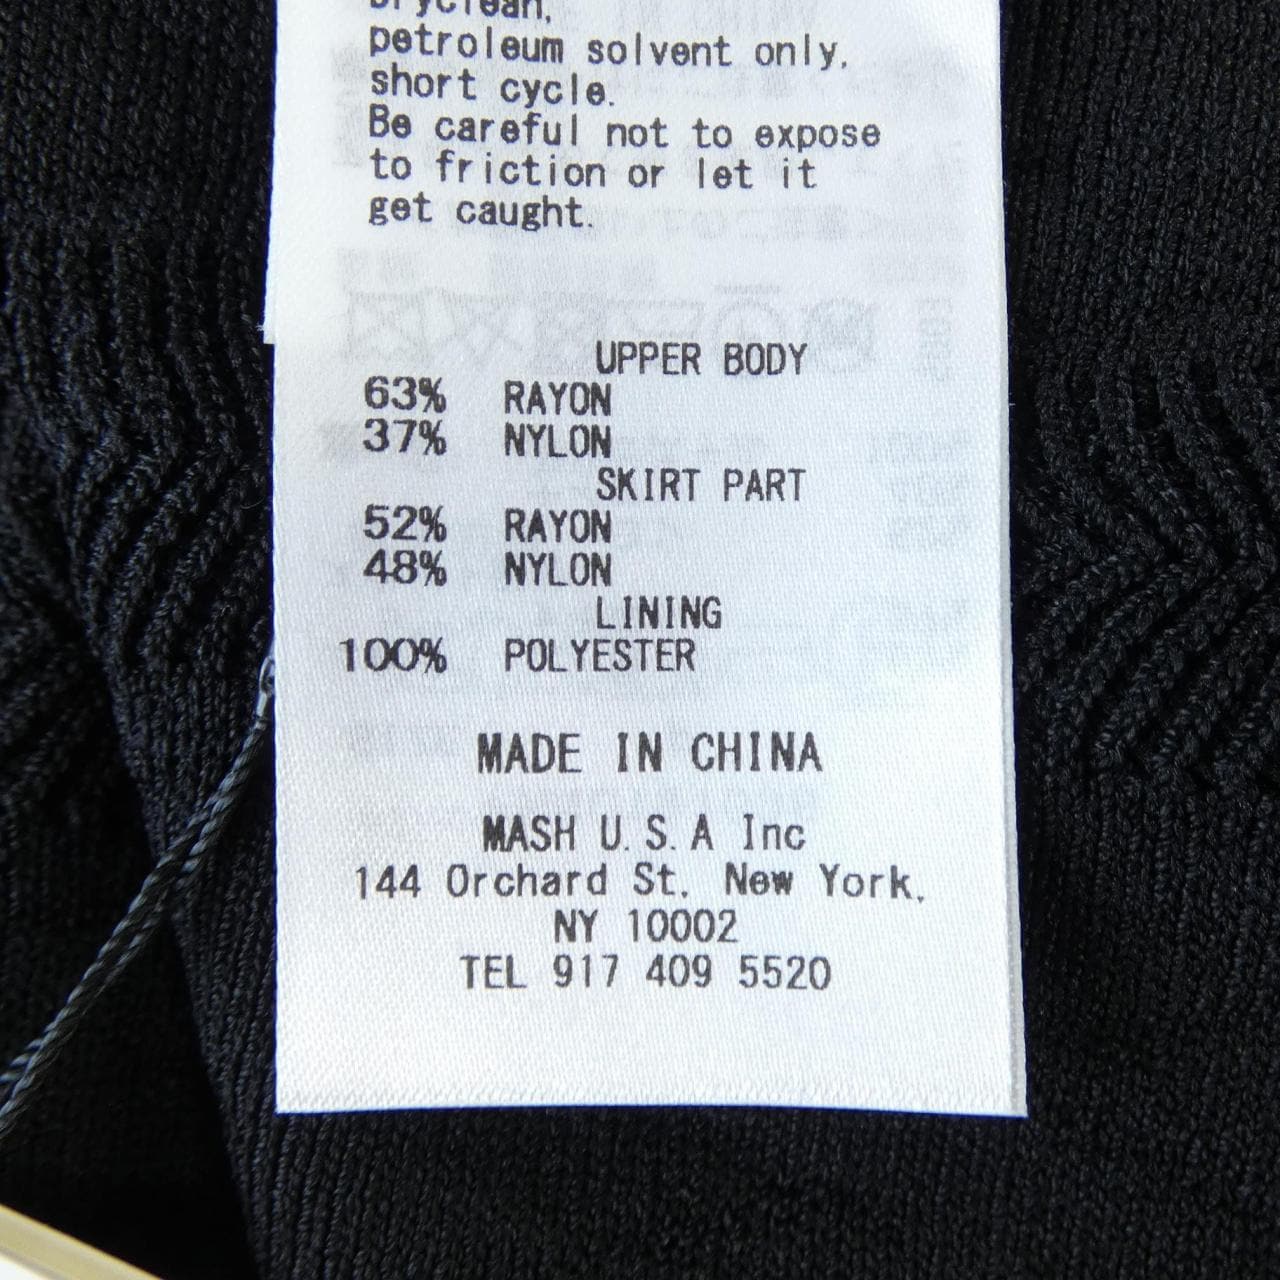 Dryclean,
petroleum solvent only,
short cycle.
Be careful not to expose
to friction or let it
get caught.
UPPER BODY
63% RAYON
37% NYLON
SKIRT PART
52% RAYON
48% NYLON
LINING
100% POLYESTER
MADE IN CHINA
MASH U.S.A Inc
144 Orchard St, New York,
NY 10002
TEL 917 409 5520